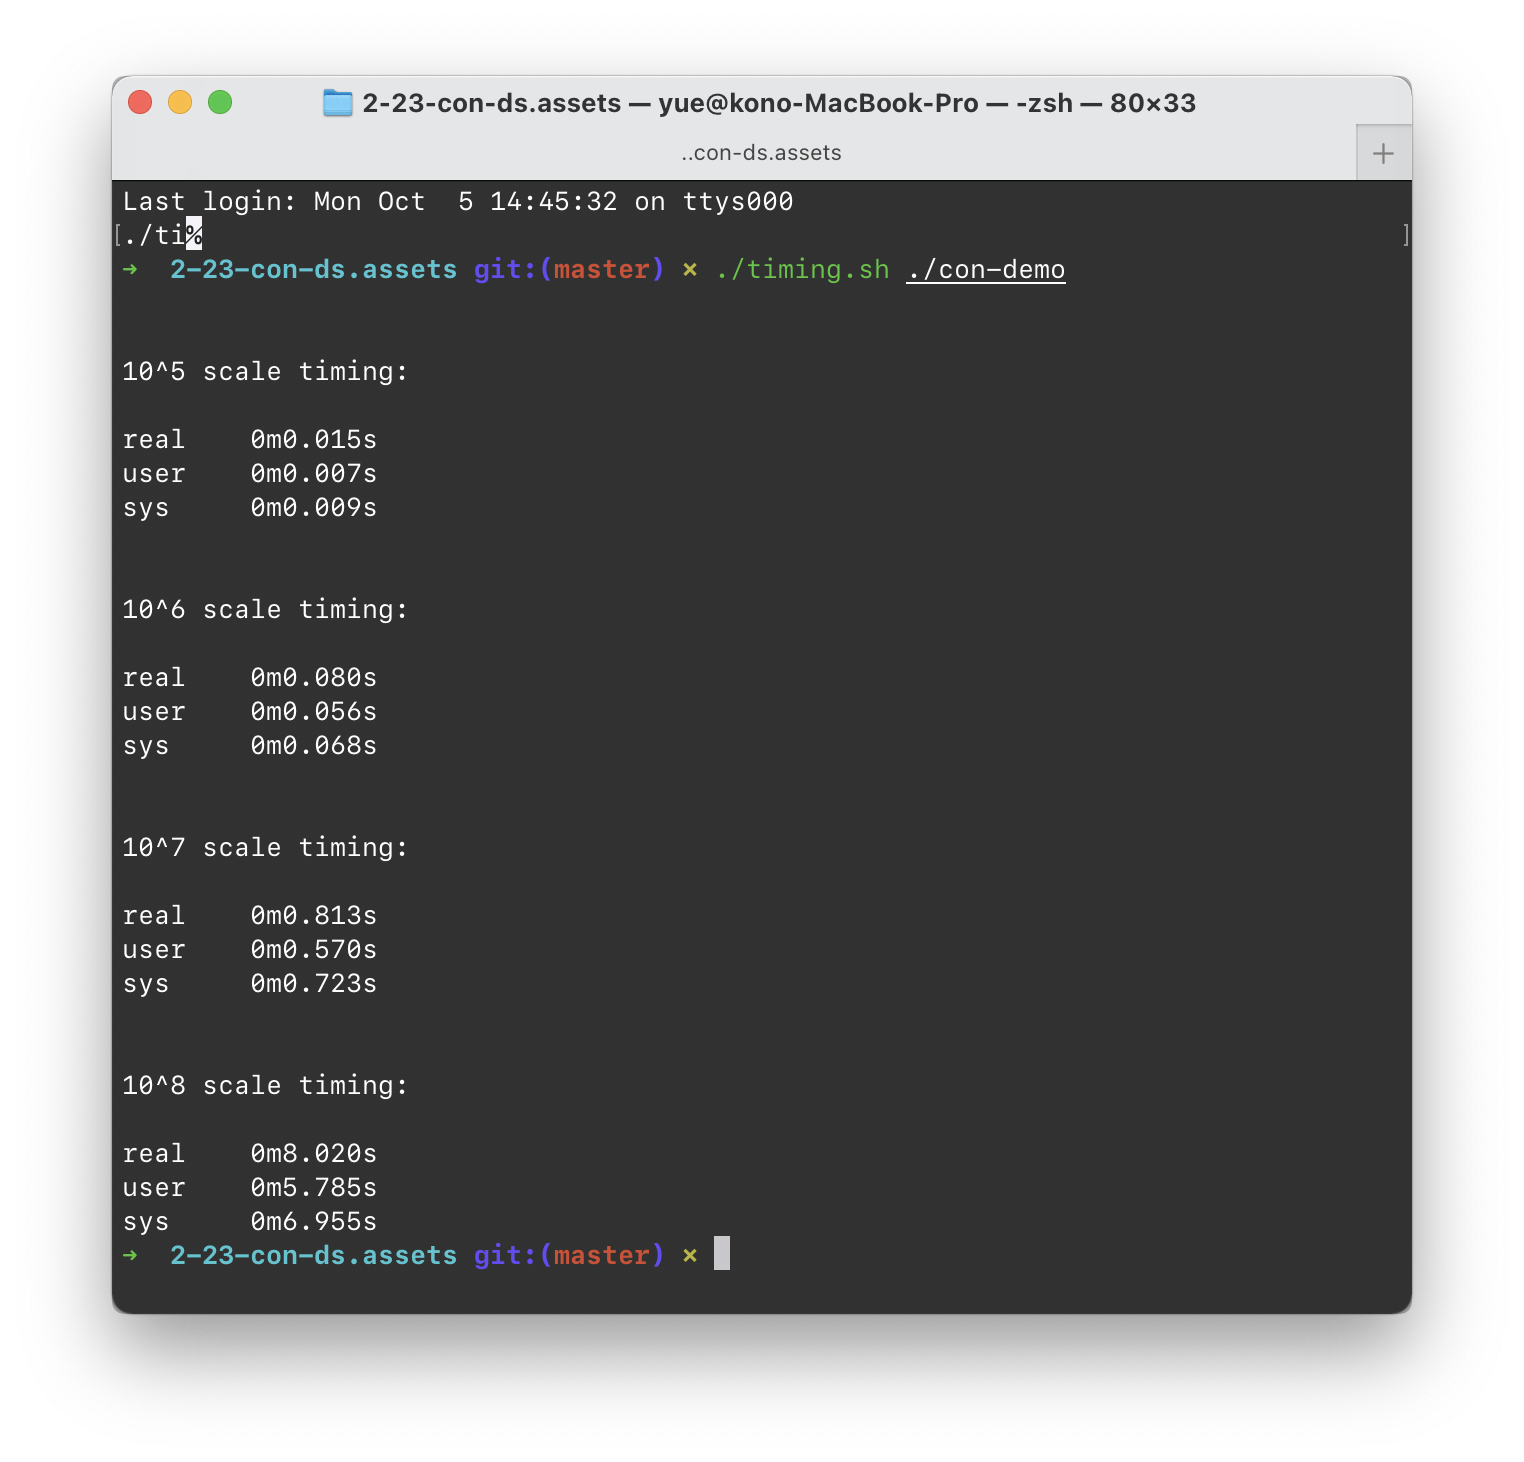 2-23-con-ds.assets — yue@kono-MacBook-Pro — -zsh — 80×33
..con-ds.assets
Last login: Mon Oct  5 14:45:32 on ttys000
[./ti% ]
➜  2-23-con-ds.assets git:(master) × ./timing.sh ./con-demo
10^5 scale timing:
real    0m0.015s
user    0m0.007s
sys     0m0.009s
10^6 scale timing:
real    0m0.080s
user    0m0.056s
sys     0m0.068s
10^7 scale timing:
real    0m0.813s
user    0m0.570s
sys     0m0.723s
10^8 scale timing:
real    0m8.020s
user    0m5.785s
sys     0m6.955s
➜  2-23-con-ds.assets git:(master) ×